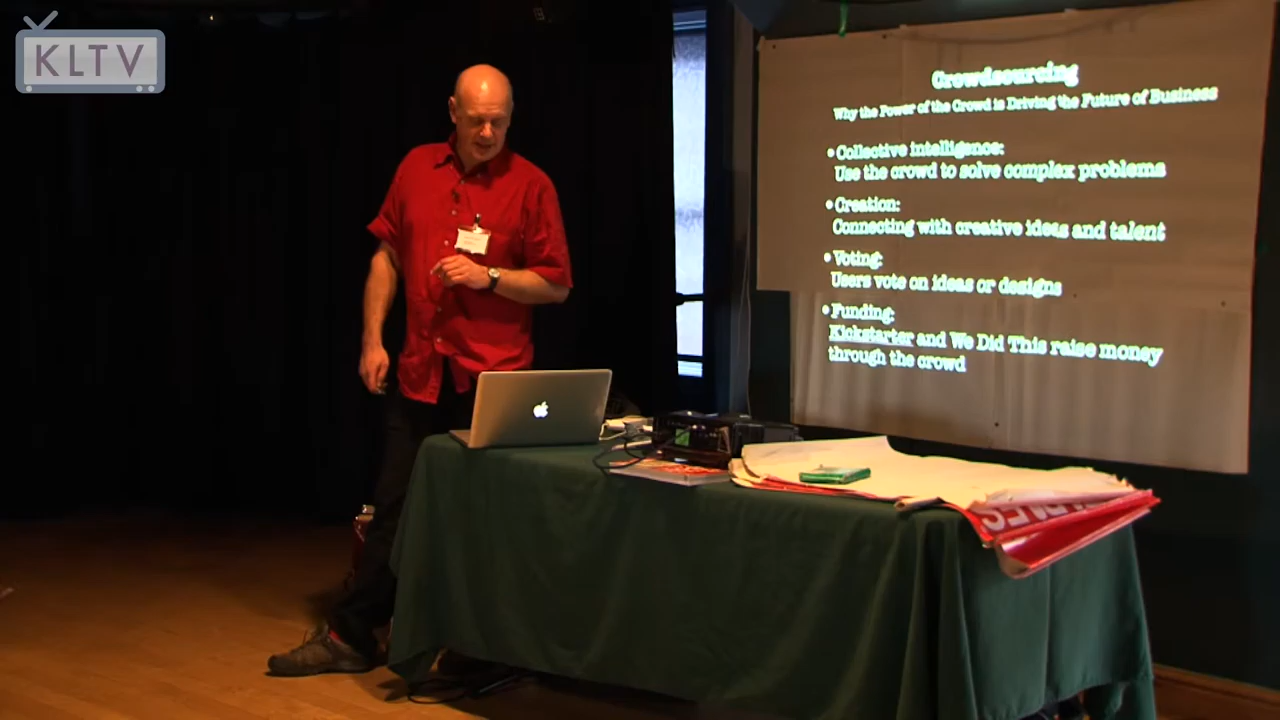 KLTV
Crowdsourcing
Why the Power of the Crowd is Driving the Future of Business
• Collective intelligence:
Use the crowd to solve complex problems
• Creation:
Connecting with creative ideas and talent
• Voting:
Users vote on ideas or designs
• Funding:
Kickstarter and We Did This raise money
through the crowd